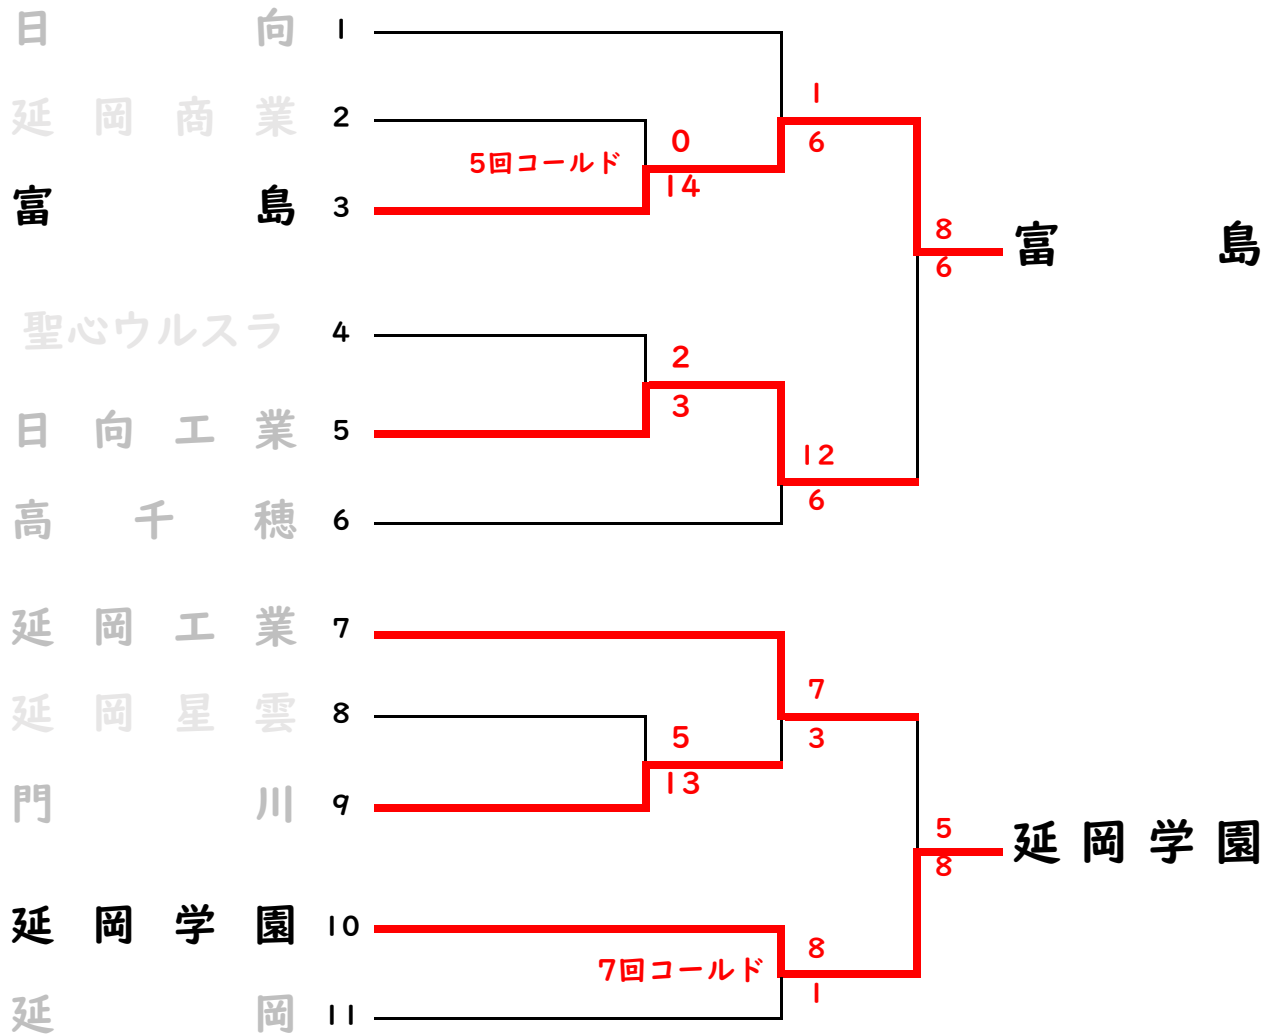 日向 1
1
延岡商業 2
0
6
5回コールド
14
富島 3
8
富島
6
聖心ウルスラ 4
2
3
日向工業 5
12
6
高千穂 6
延岡工業 7
7
延岡星雲 8
5
3
13
門川 9
5
延岡学園
8
延岡学園 10
8
7回コールド
1
延岡 11